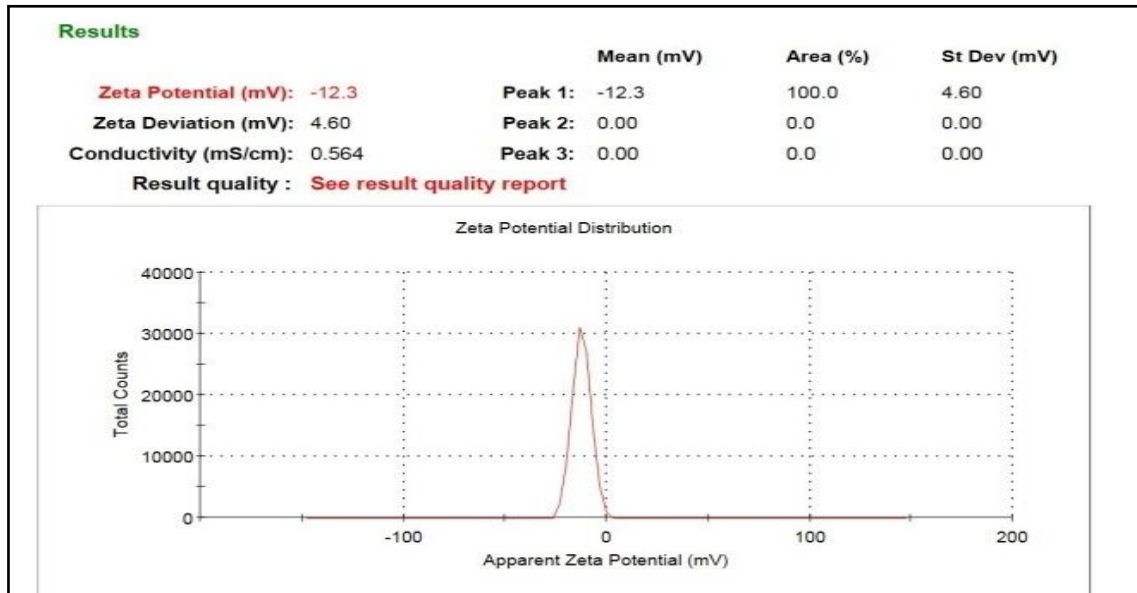 Results
Mean (mV) Area (%) St Dev (mV)
Zeta Potential (mV): -12.3 Peak 1: -12.3 100.0 4.60
Zeta Deviation (mV): 4.60 Peak 2: 0.00 0.0 0.00
Conductivity (mS/cm): 0.564 Peak 3: 0.00 0.0 0.00
Result quality : See result quality report
Zeta Potential Distribution
40000
30000
20000
10000
0
Total Counts
-100 0 100 200
Apparent Zeta Potential (mV)